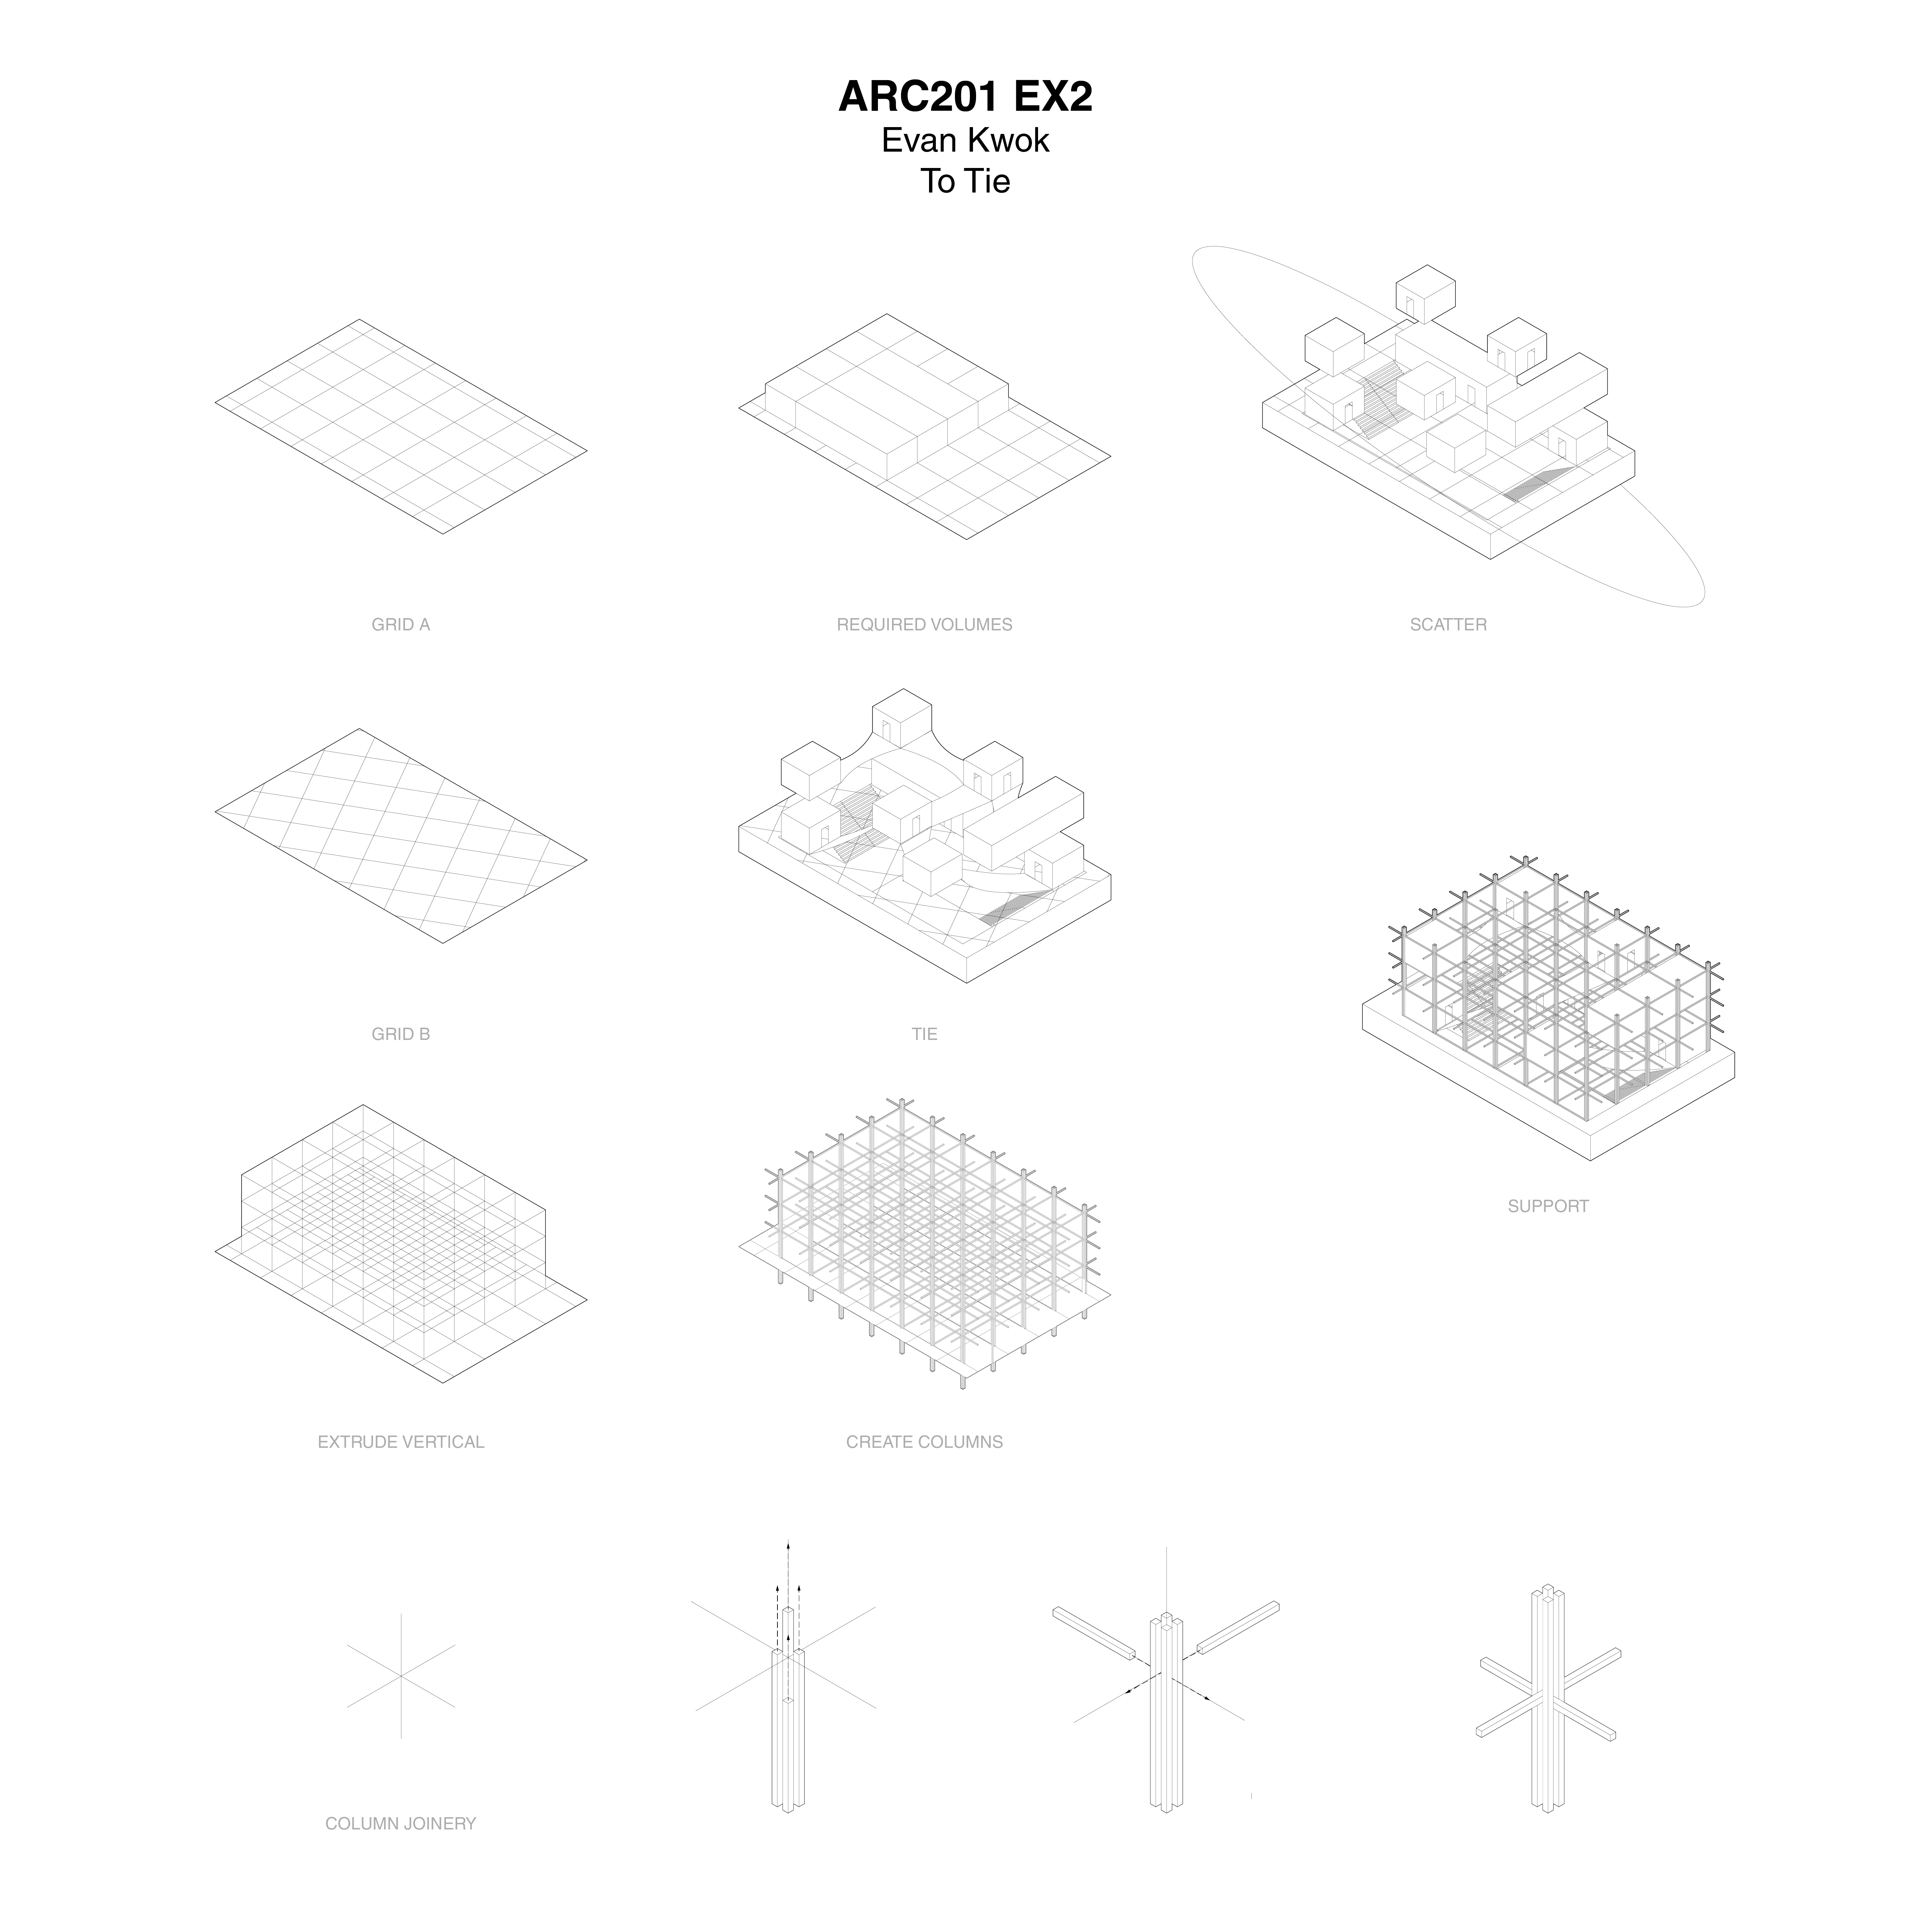 ARC201 EX2
Evan Kwok
To Tie
GRID A
REQUIRED VOLUMES
SCATTER
GRID B
TIE
SUPPORT
EXTRUDE VERTICAL
CREATE COLUMNS
COLUMN JOINERY